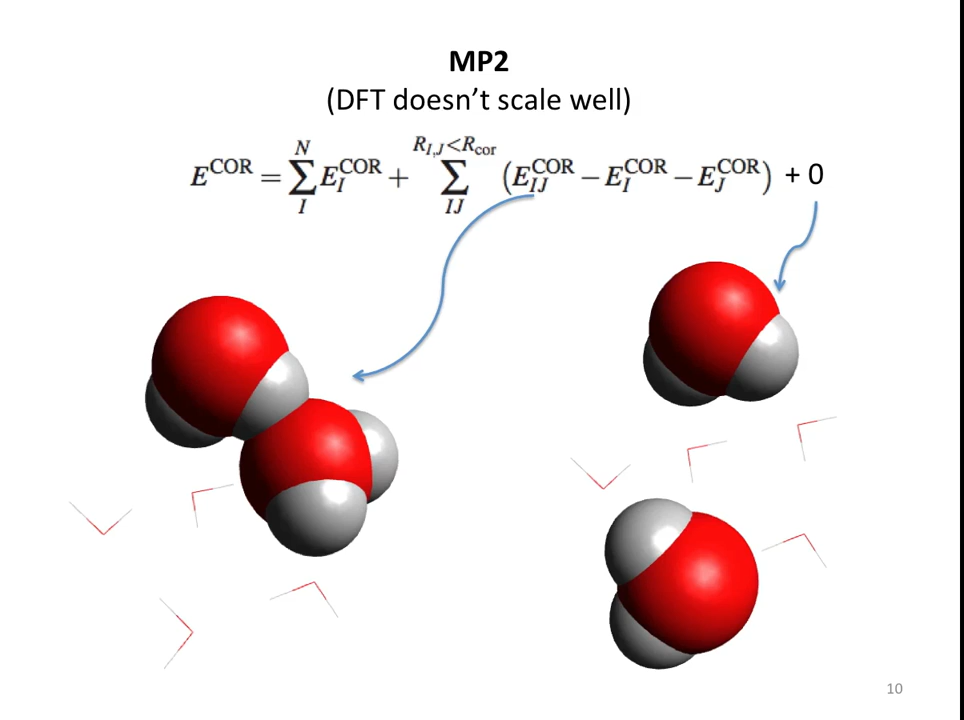 MP2
(DFT doesn’t scale well)
E^COR = ∑_I^N E_I^COR + ∑_IJ^{R_I,J<R_cor} (E_IJ^COR − E_I^COR − E_J^COR) + 0
10